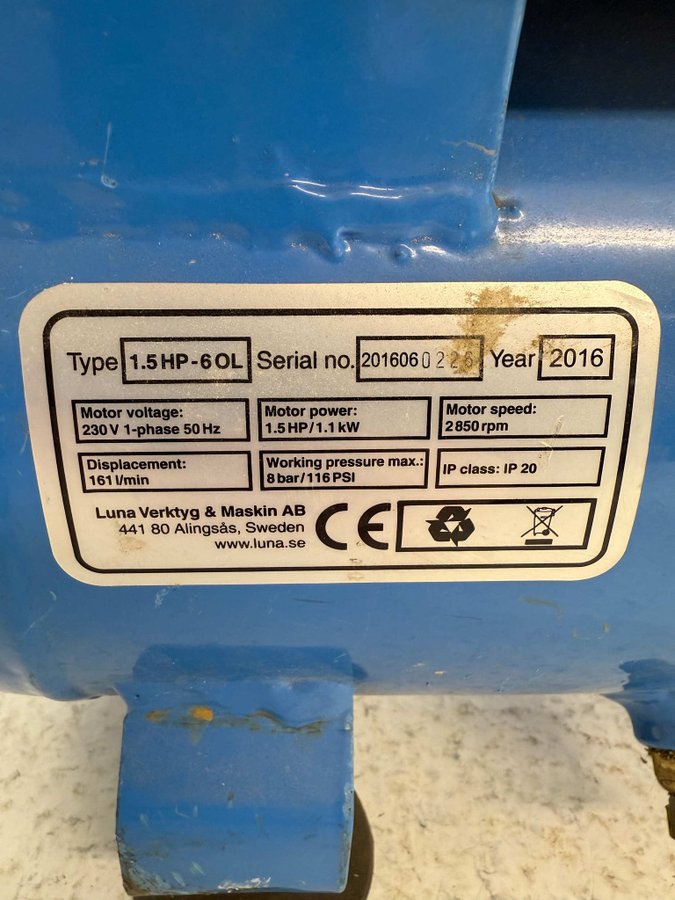 Type 1.5 HP-6 OL Serial no. 2016060226 Year 2016
Motor voltage:
230 V 1-phase 50 Hz
Motor power:
1.5 HP/1.1 kW
Motor speed:
2850 rpm
Displacement:
161 l/min
Working pressure max.:
8 bar/116 PSI
IP class: IP 20
Luna Verktyg & Maskin AB
441 80 Alingsås, Sweden
www.luna.se
CE